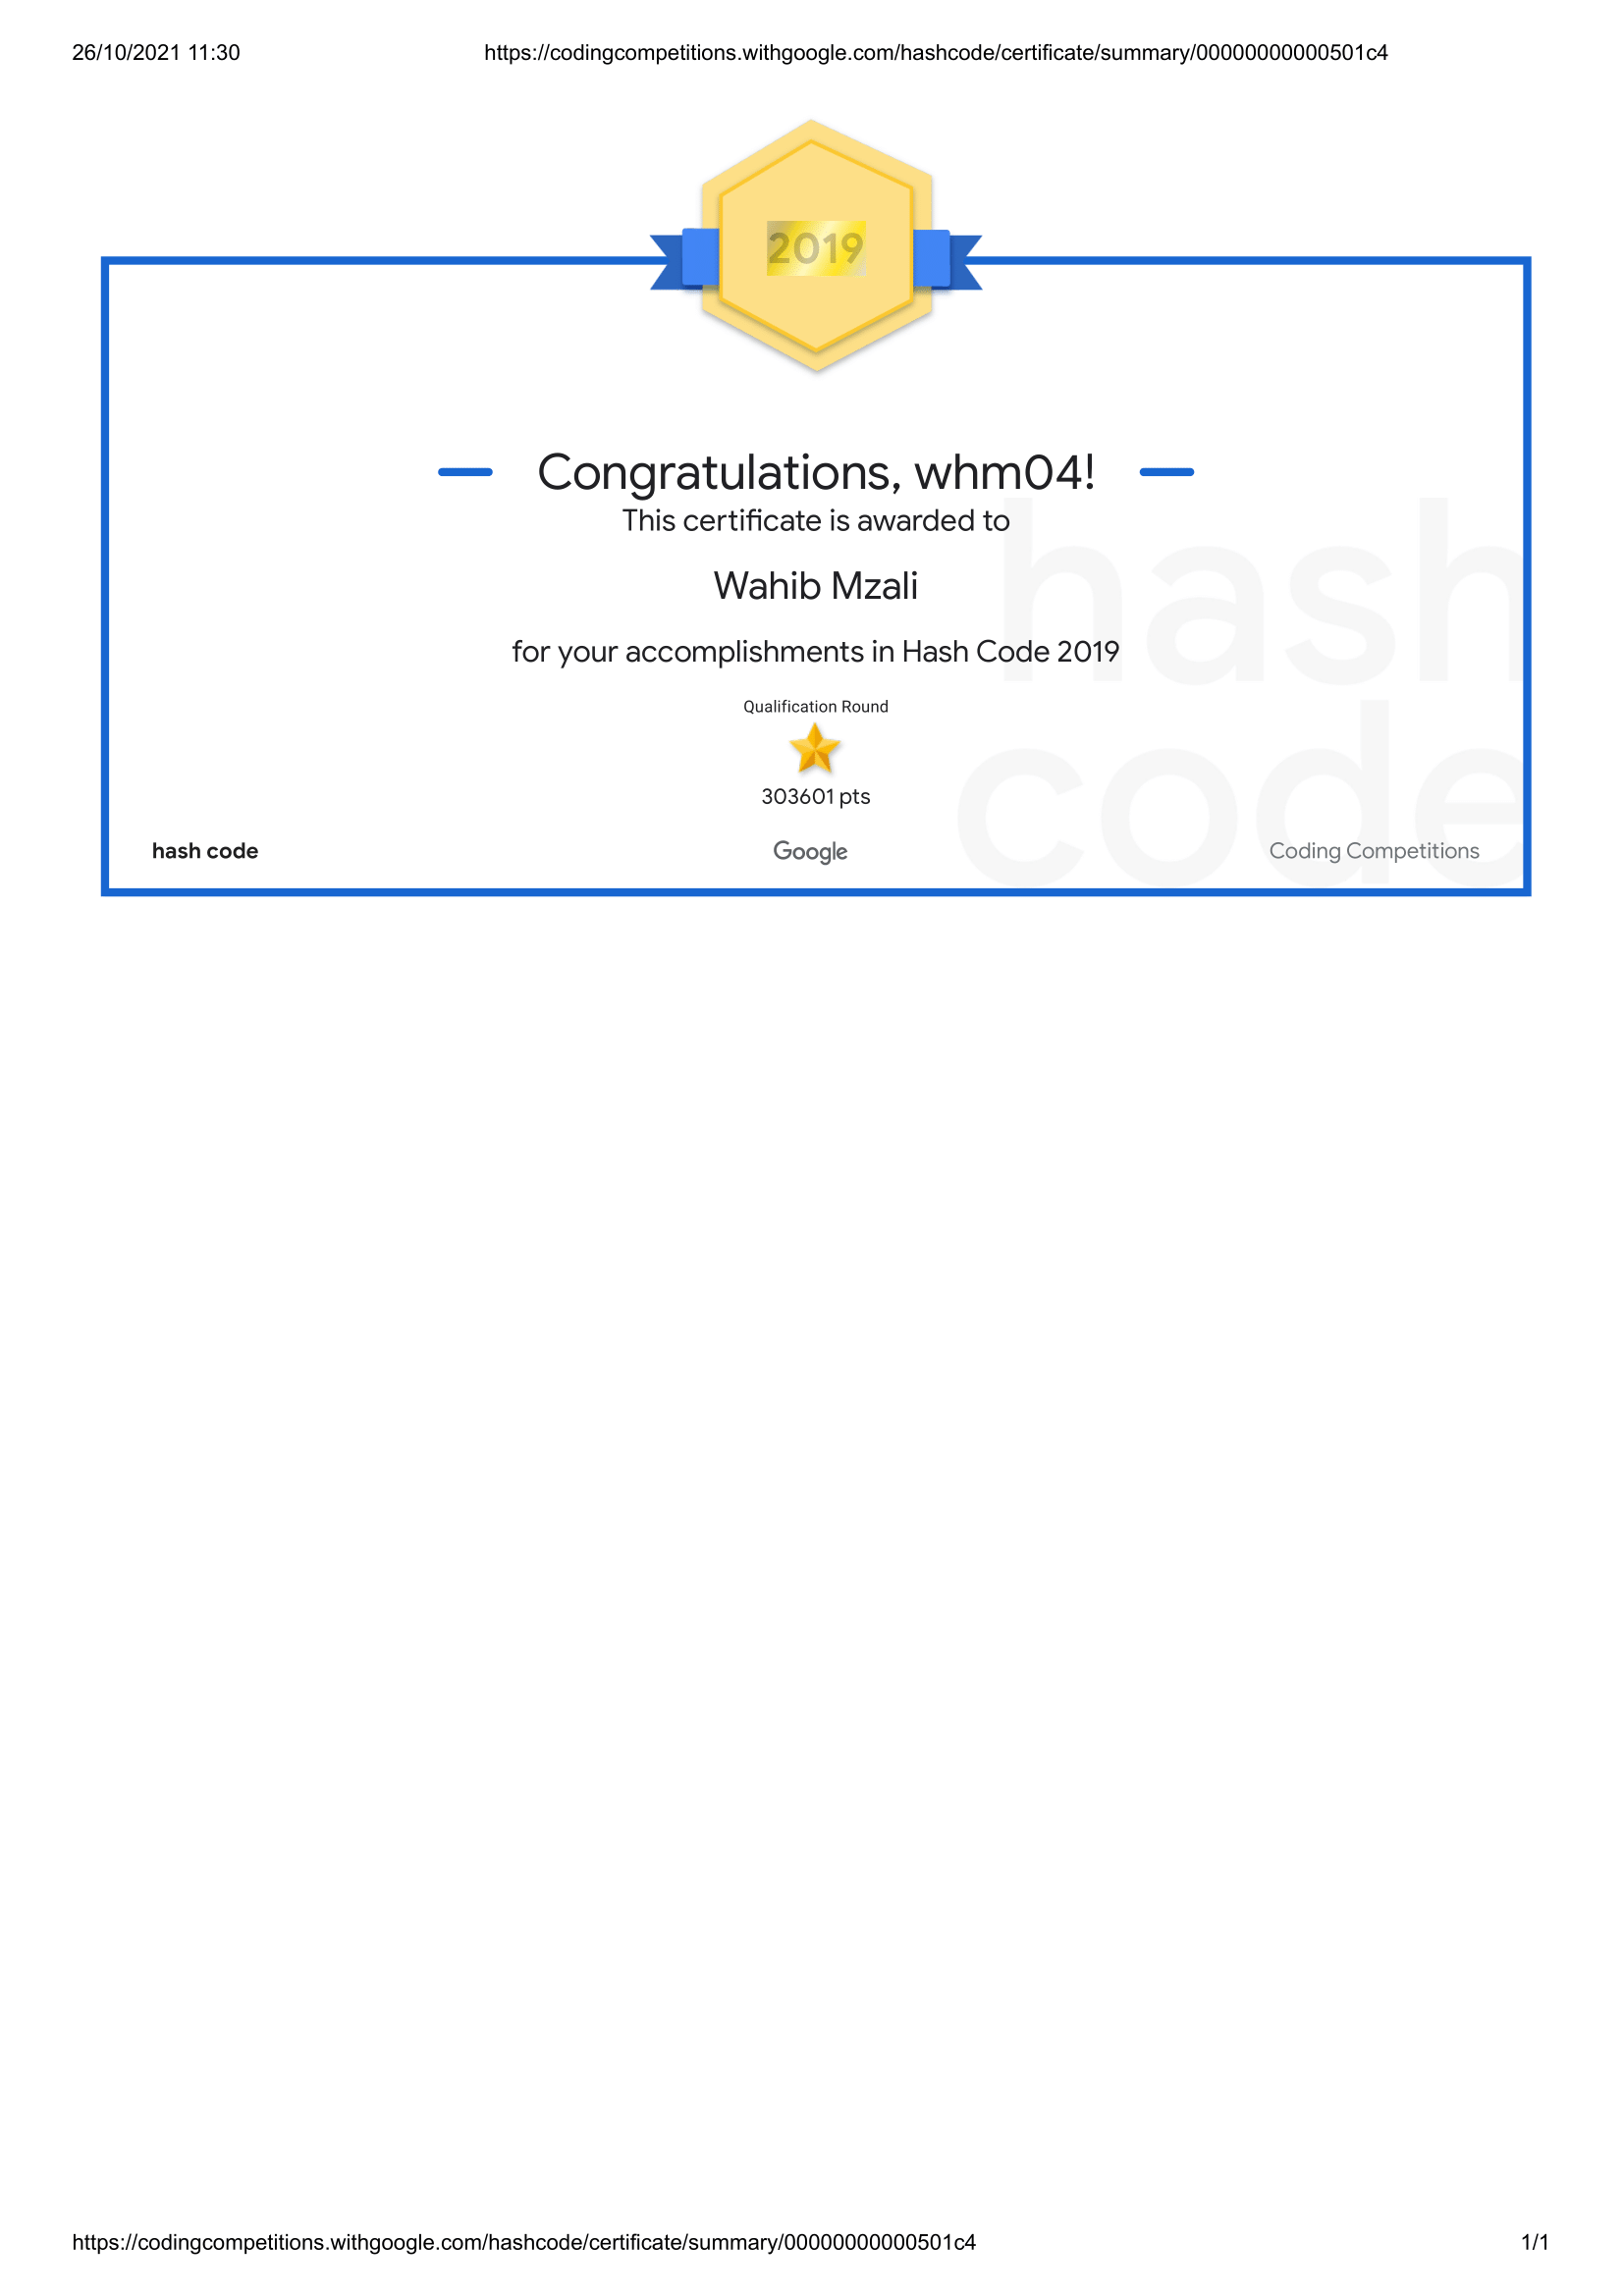 26/10/2021 11:30
https://codingcompetitions.withgoogle.com/hashcode/certificate/summary/00000000000501c4
2019
Congratulations, whm04!
This certificate is awarded to
Wahib Mzali
for your accomplishments in Hash Code 2019
Qualification Round
303601 pts
hash code
hash code
Google
Coding Competitions
https://codingcompetitions.withgoogle.com/hashcode/certificate/summary/00000000000501c4
1/1